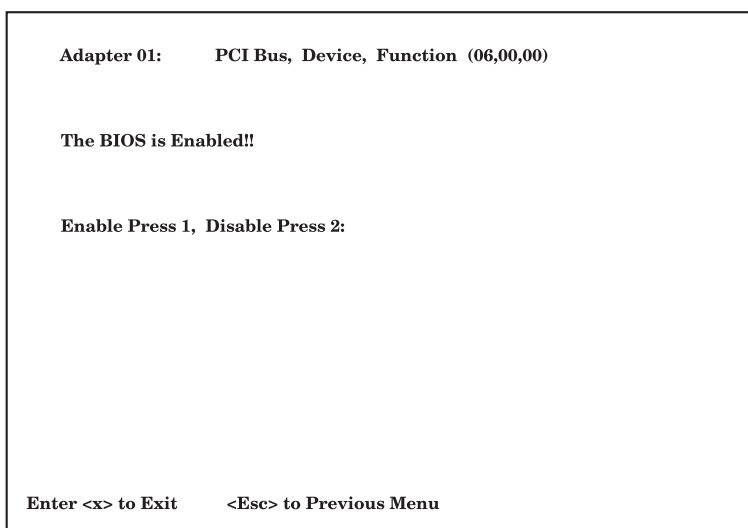 Adapter 01: PCI Bus, Device, Function (06,00,00)
The BIOS is Enabled!!
Enable Press 1, Disable Press 2:
Enter <x> to Exit <Esc> to Previous Menu